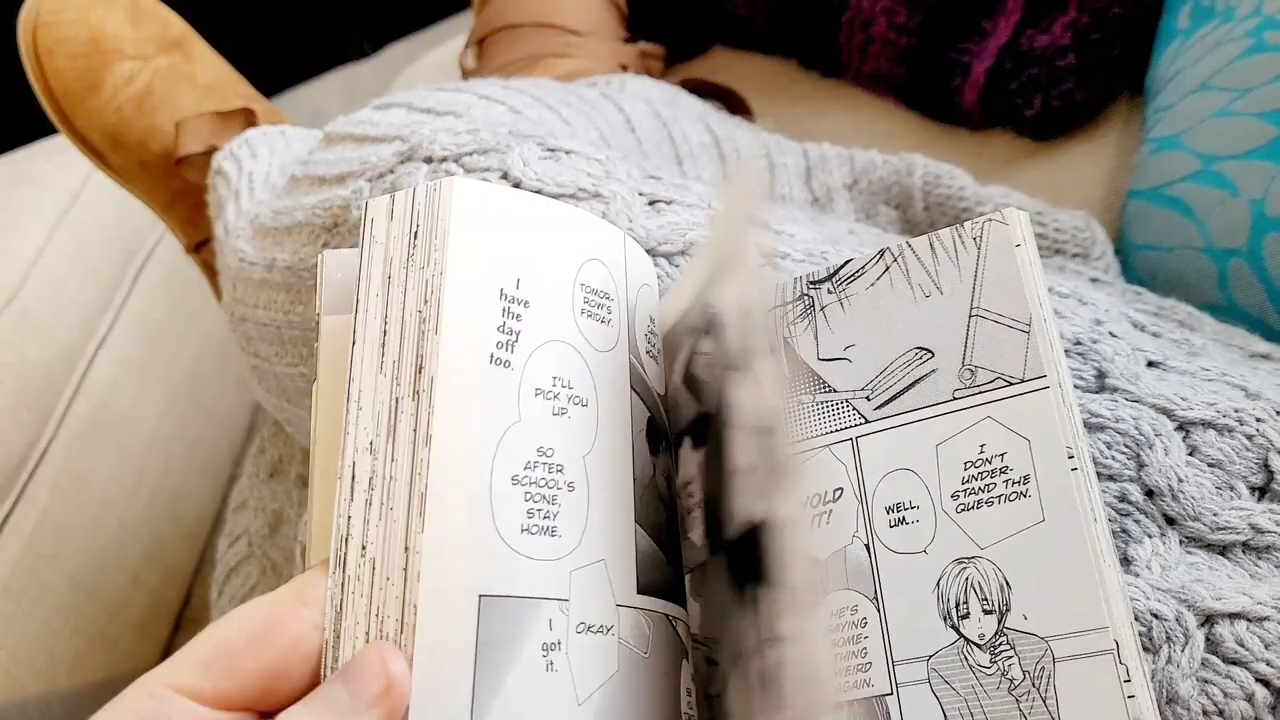 I
have
the
day
off
too.
TOMOR-
ROW'S
FRIDAY.
I'LL
PICK YOU
UP.
SO
AFTER
SCHOOL'S
DONE,
STAY
HOME.
I
got
it.
OKAY.
I
DON'T
UNDER-
STAND THE
QUESTION.
WELL,
UM...
HOLD
IT!
HE'S
SAYING
SOME-
THING
WEIRD
AGAIN.